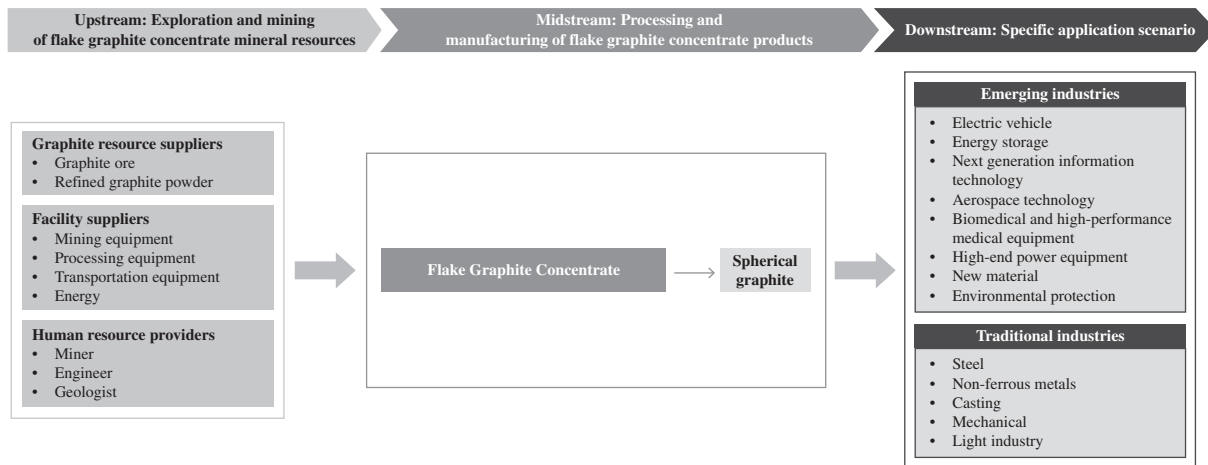 Upstream: Exploration and mining
of flake graphite concentrate mineral resources
Midstream: Processing and
manufacturing of flake graphite concentrate products
Downstream: Specific application scenario
Graphite resource suppliers
• Graphite ore
• Refined graphite powder
Facility suppliers
• Mining equipment
• Processing equipment
• Transportation equipment
• Energy
Human resource providers
• Miner
• Engineer
• Geologist
Flake Graphite Concentrate
Spherical
graphite
Emerging industries
• Electric vehicle
• Energy storage
• Next generation information
technology
• Aerospace technology
• Biomedical and high-performance
medical equipment
• High-end power equipment
• New material
• Environmental protection
Traditional industries
• Steel
• Non-ferrous metals
• Casting
• Mechanical
• Light industry